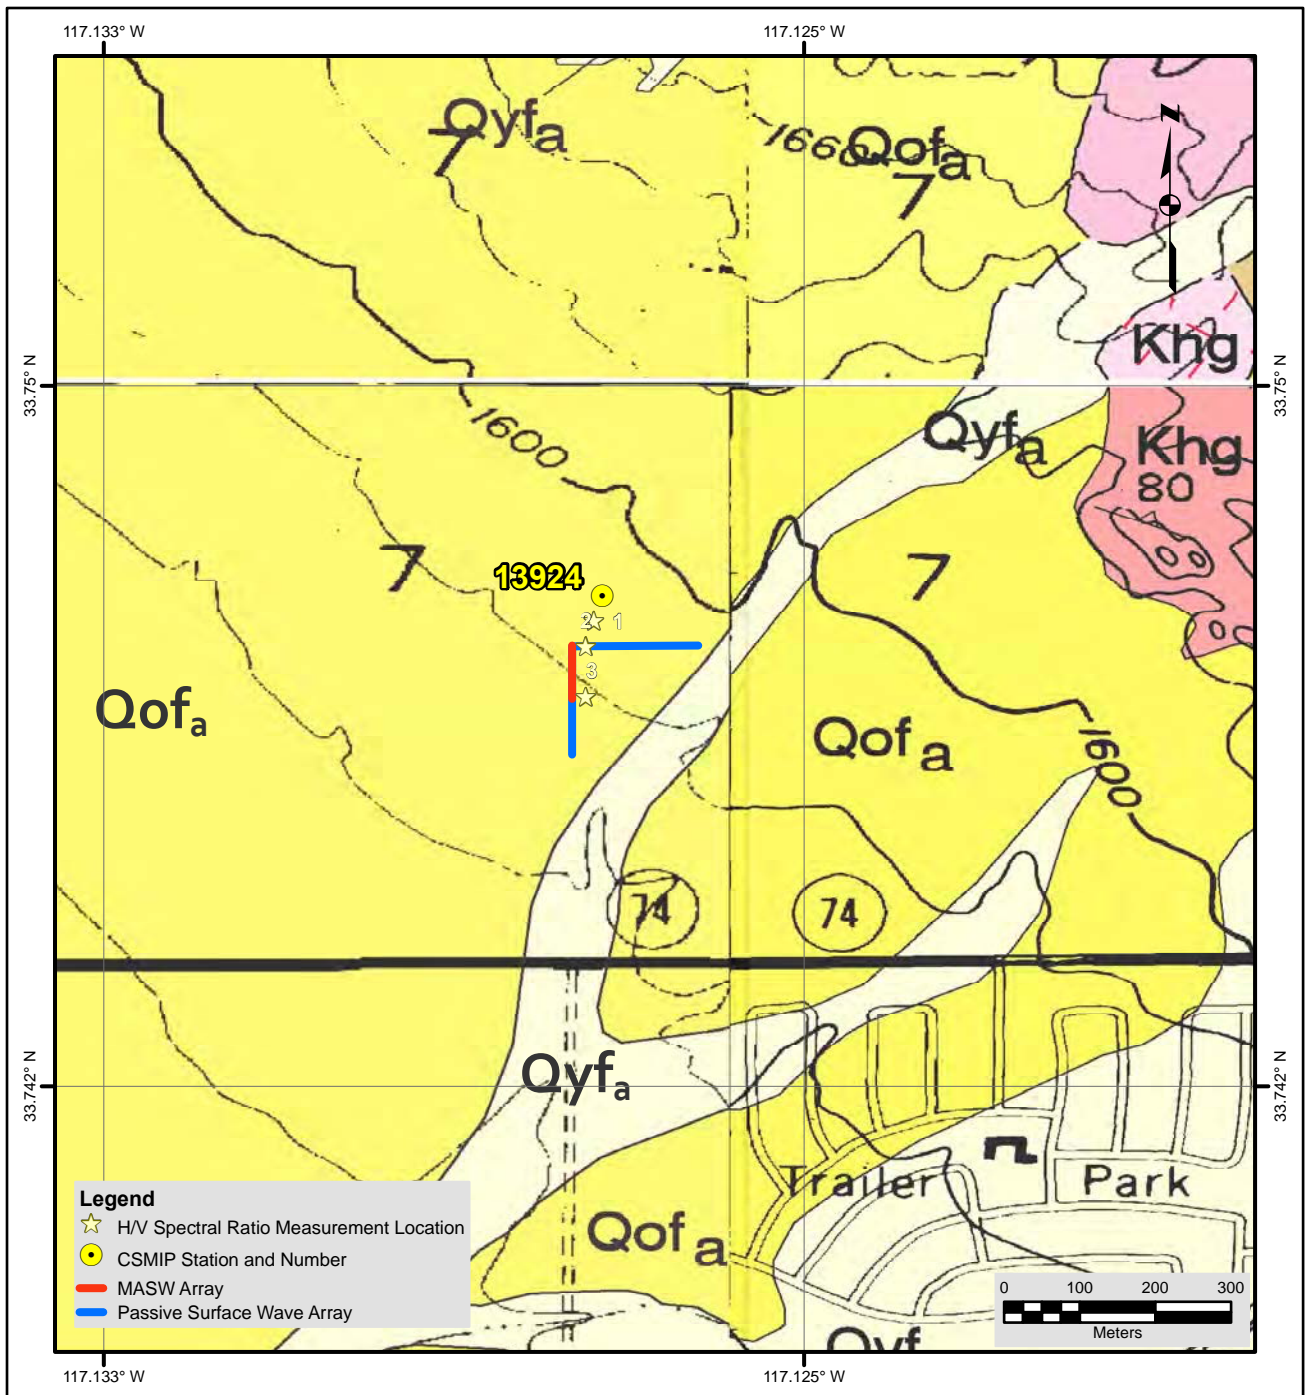 117.133° W
117.125° W
Qyfa
7
1660
Qofa
7
N
Khg
33.75° N
33.75° N
Qyfa
1600
Khg
80
7
13924
7
2
1
3
Qofa
Qofa
1600
74
74
Qyfa
33.742° N
33.742° N
Trailer Park
Qofa
Legend
H/V Spectral Ratio Measurement Location
CSMIP Station and Number
MASW Array
Passive Surface Wave Array
0 100 200 300
Meters
Qyf
117.133° W
117.125° W